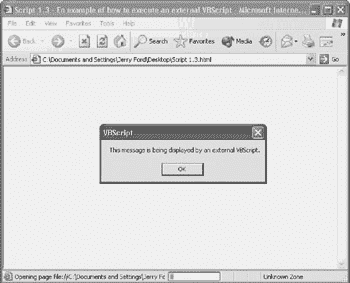 Script 1.3 - Eo example of how to execute an external VBScript - Microsoft Interne...
File Edit View Favorites Tools Help
Back Search Favorites Media
Address C:\Documents and Settings\Jerry Ford\Desktop\Script 1.3.html Go
VBScript
This message is being displayed by an external VBScript.
OK
Opening page file://C:\Documents and Settings\Jerry Fo Unknown Zone